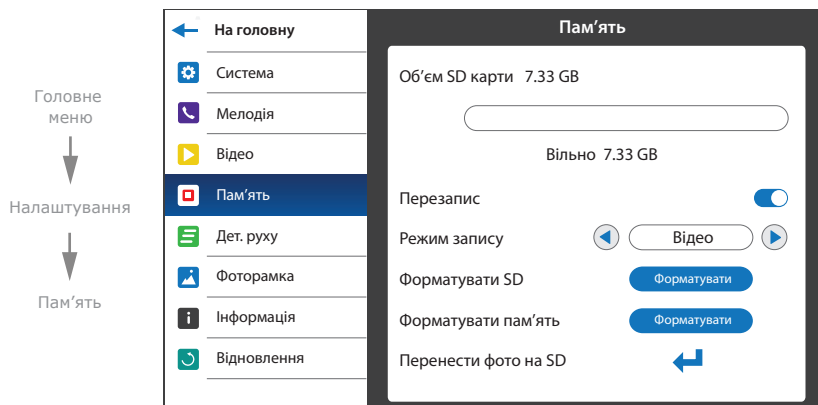 Головне
меню
Налаштування
Пам’ять
На головну
Система
Мелодія
Відео
Пам’ять
Дет. руху
Фоторамка
Інформація
Відновлення
Пам’ять
Об’єм SD карти 7.33 GB
Вільно 7.33 GB
Перезапис
Режим запису Відео
Форматувати SD Форматувати
Форматувати пам’ять Форматувати
Перенести фото на SD